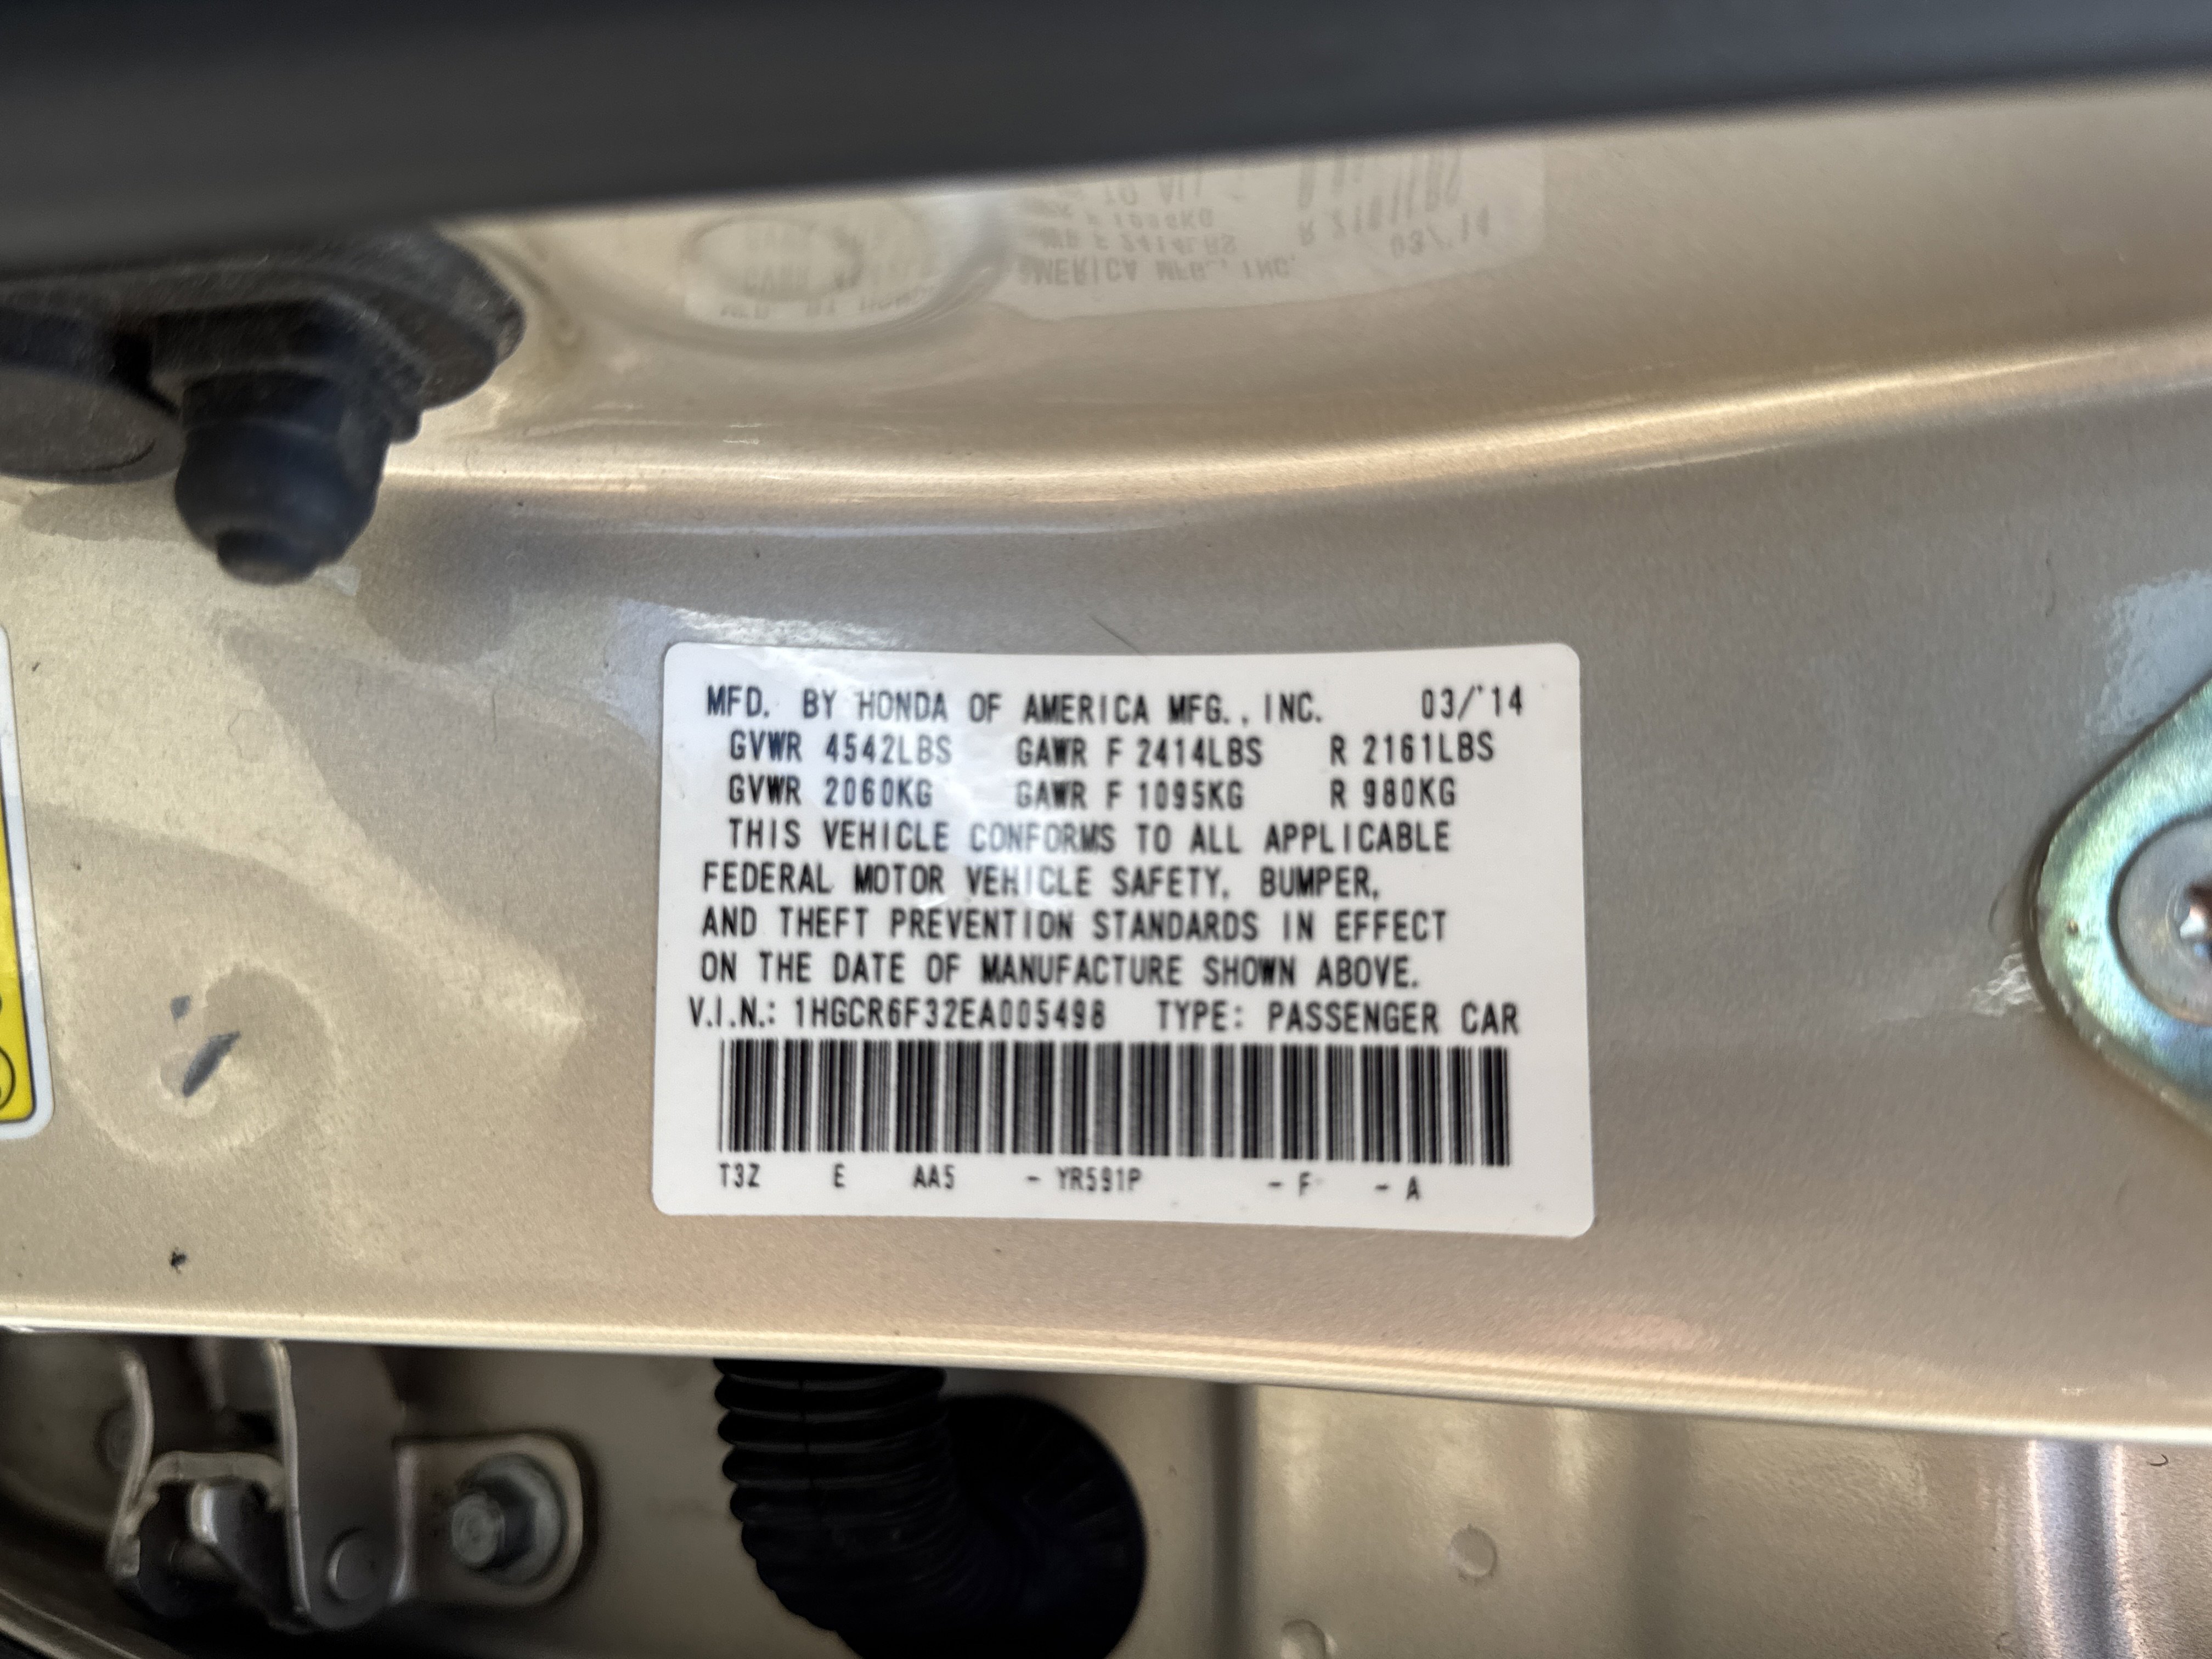 MFD. BY HONDA OF AMERICA MFG., INC. 03/'14
GVWR 4542LBS GAWR F 2414LBS R 2161LBS
GVWR 2060KG GAWR F 1095KG R 980KG
THIS VEHICLE CONFORMS TO ALL APPLICABLE
FEDERAL MOTOR VEHICLE SAFETY, BUMPER,
AND THEFT PREVENTION STANDARDS IN EFFECT
ON THE DATE OF MANUFACTURE SHOWN ABOVE.
V.I.N.: 1HGCR6F32EA005498 TYPE: PASSENGER CAR
T3Z E AA5 - YR591P - F - A